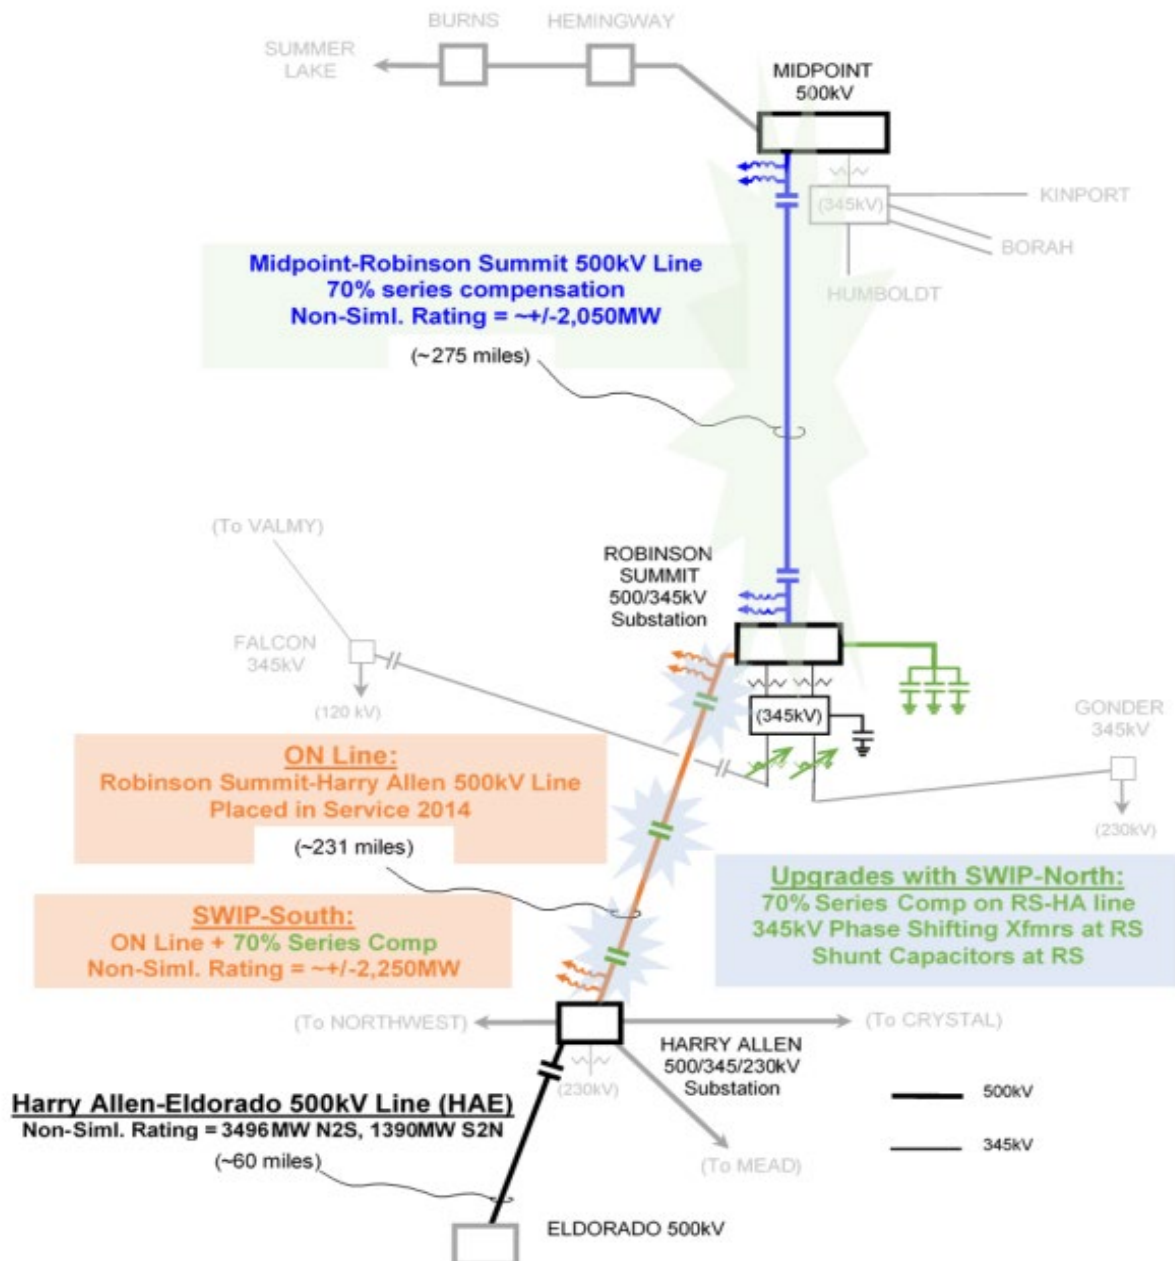 BURNS
HEMINGWAY
SUMMER
LAKE
MIDPOINT
500kV
(345kV)
KINPORT
BORAH
HUMBOLDT
Midpoint-Robinson Summit 500kV Line
70% series compensation
Non-Siml. Rating = ~+/-2,050MW
(~275 miles)
(To VALMY)
ROBINSON
SUMMIT
500/345kV
Substation
FALCON
345kV
(120 kV)
(345kV)
GONDER
345kV
(230kV)
ON Line:
Robinson Summit-Harry Allen 500kV Line
Placed in Service 2014
(~231 miles)
SWIP-South:
ON Line + 70% Series Comp
Non-Siml. Rating = ~+/-2,250MW
Upgrades with SWIP-North:
70% Series Comp on RS-HA line
345kV Phase Shifting Xfmrs at RS
Shunt Capacitors at RS
(To NORTHWEST)
(To CRYSTAL)
HARRY ALLEN
500/345/230kV
Substation
(230kV)
(To MEAD)
Harry Allen-Eldorado 500kV Line (HAE)
Non-Siml. Rating = 3496MW N2S, 1390MW S2N
(~60 miles)
ELDORADO 500kV
500kV
345kV